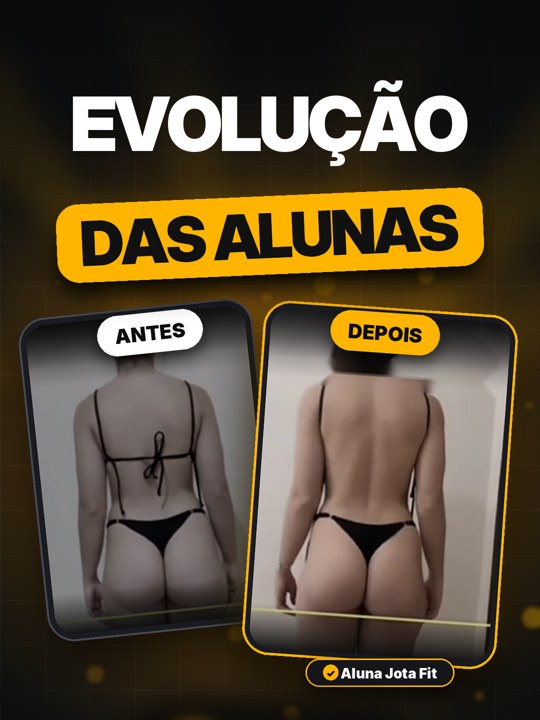 EVOLUÇÃO
DAS ALUNAS
ANTES
DEPOIS
Aluna Jota Fit